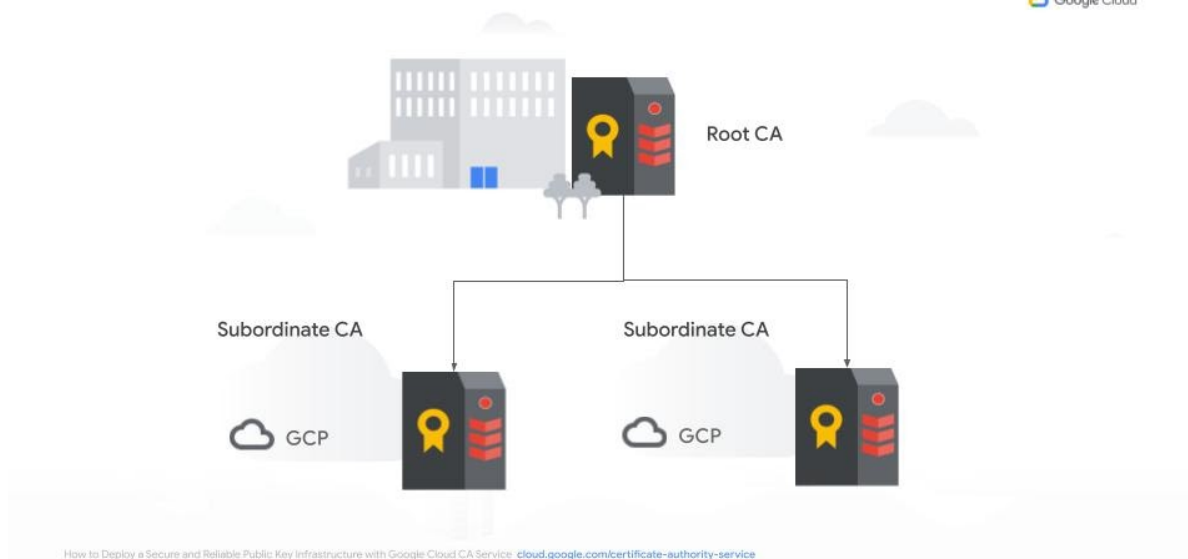 Google Cloud
Root CA
Subordinate CA
Subordinate CA
GCP
GCP
How to Deploy a Secure and Reliable Public Key Infrastructure with Google Cloud CA Service cloud.google.com/certificate-authority-service